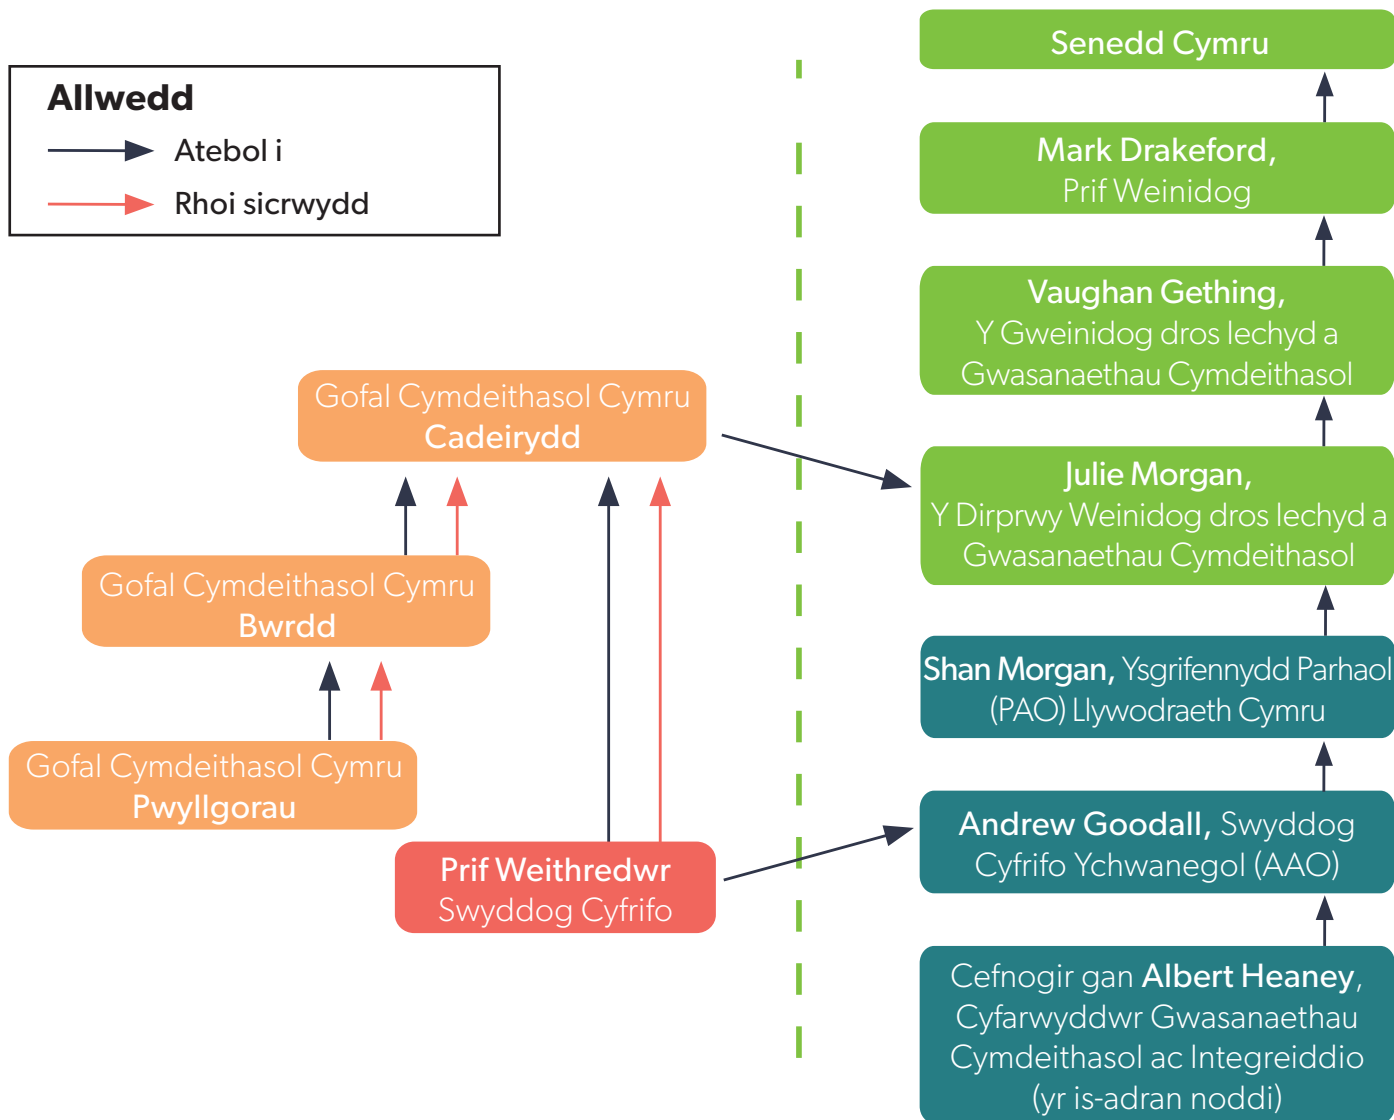 Allwedd
Atebol i
Rhoi sicrwydd
Gofal Cymdeithasol Cymru
Cadeirydd
Gofal Cymdeithasol Cymru
Bwrdd
Gofal Cymdeithasol Cymru
Pwyllgorau
Prif Weithredwr
Swyddog Cyfrifo
Senedd Cymru
Mark Drakeford,
Prif Weinidog
Vaughan Gething,
Y Gweinidog dros Iechyd a
Gwasanaethau Cymdeithasol
Julie Morgan,
Y Dirprwy Weinidog dros Iechyd a
Gwasanaethau Cymdeithasol
Shan Morgan, Ysgrifennydd Parhaol
(PAO) Llywodraeth Cymru
Andrew Goodall, Swyddog
Cyfrifo Ychwanegol (AAO)
Cefnogir gan Albert Heaney,
Cyfarwyddwr Gwasanaethau
Cymdeithasol ac Integreiddio
(yr is-adran noddi)